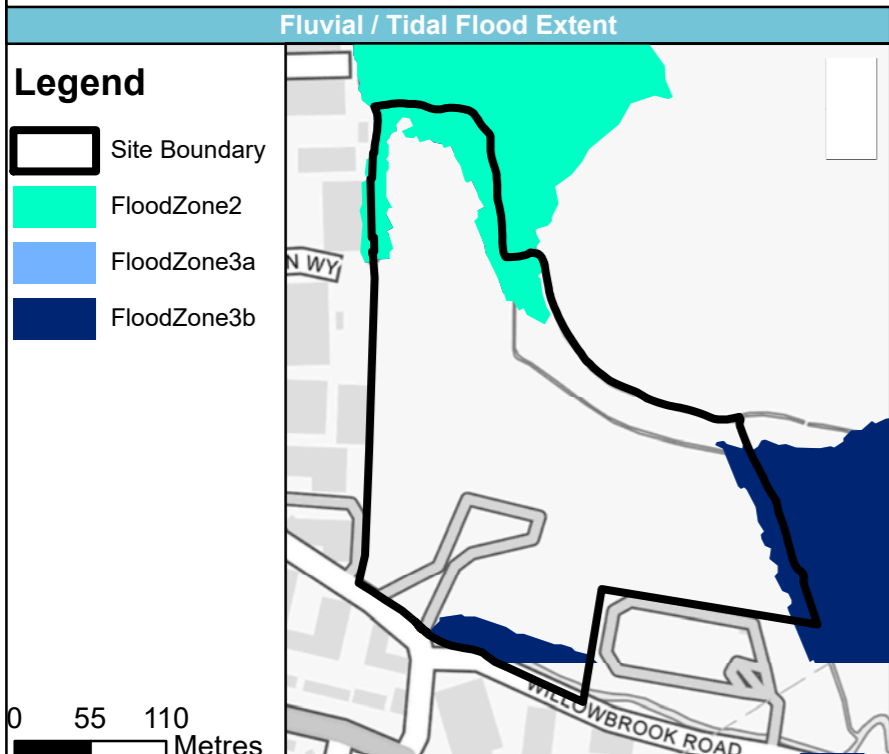 Fluvial / Tidal Flood Extent
Legend
Site Boundary
FloodZone2
FloodZone3a
FloodZone3b
N WY
WILLOWBROOK ROAD
0 55 110
Metres